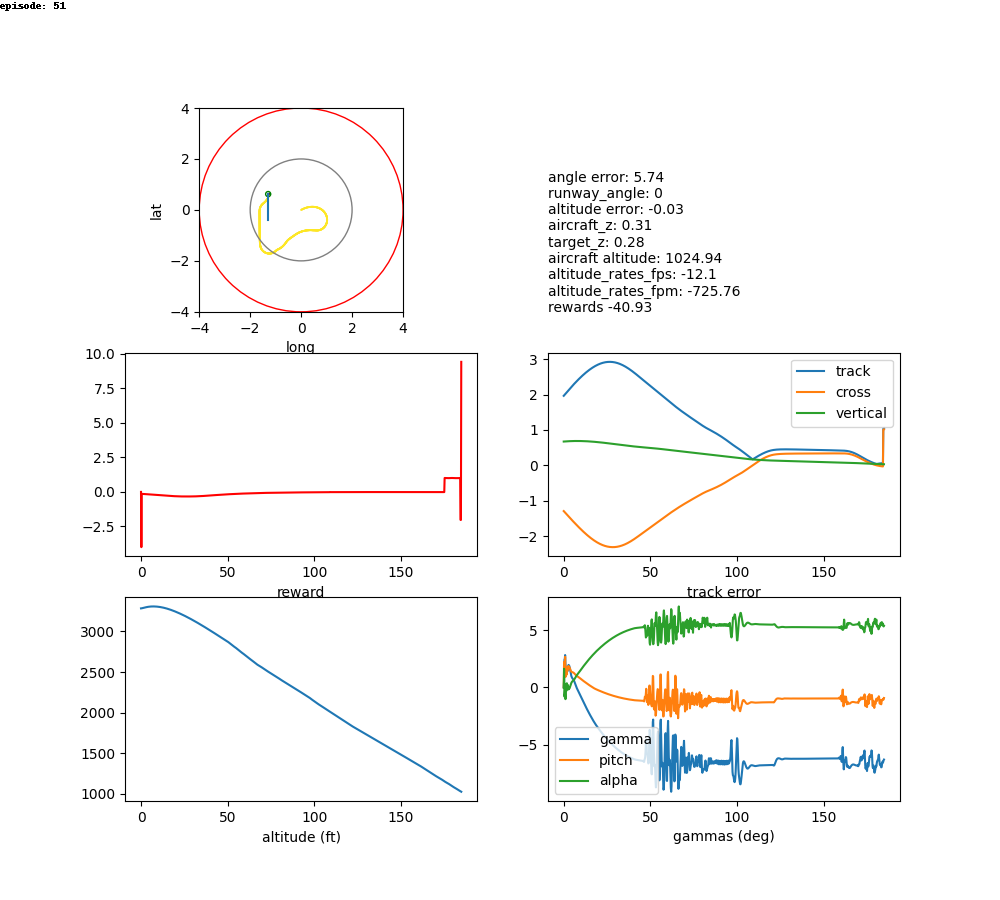 episode: 51
4
2
0
−2
−4
lat
−4 −2 0 2 4
long
angle error: 5.74
runway_angle: 0
altitude error: -0.03
aircraft_z: 0.31
target_z: 0.28
aircraft altitude: 1024.94
altitude_rates_fps: -12.1
altitude_rates_fpm: -725.76
rewards -40.93
10.0
7.5
5.0
2.5
0.0
−2.5
0 50 100 150
reward
3
2
1
0
−1
−2
track
cross
vertical
0 50 100 150
track error
3000
2500
2000
1500
1000
0 50 100 150
altitude (ft)
5
0
−5
gamma
pitch
alpha
0 50 100 150
gammas (deg)